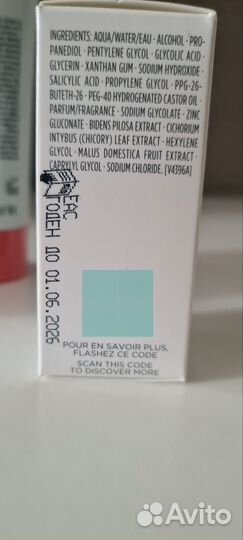 INGREDIENTS: AQUA/WATER/EAU • ALCOHOL • PRO-
PANEDIOL • PENTYLENE GLYCOL • GLYCOLIC ACID •
GLYCERIN • XANTHAN GUM • SODIUM HYDROXIDE •
SALICYLIC ACID • PROPYLENE GLYCOL • PPG-26-
BUTETH-26 • PEG-40 HYDROGENATED CASTOR OIL •
PARFUM/FRAGRANCE • SODIUM GLYCOLATE • ZINC
GLUCONATE • BIDENS PILOSA EXTRACT • CICHORIUM
INTYBUS (CHICORY) LEAF EXTRACT • HEXYLENE
GLYCOL • MALUS DOMESTICA FRUIT EXTRACT •
CAPRYLYL GLYCOL • SODIUM CHLORIDE. [V4396A]
EAC
ГОДЕН ДО 01.06.2026
POUR EN SAVOIR PLUS,
FLASHEZ CE CODE
SCAN THIS CODE
TO DISCOVER MORE
Avito